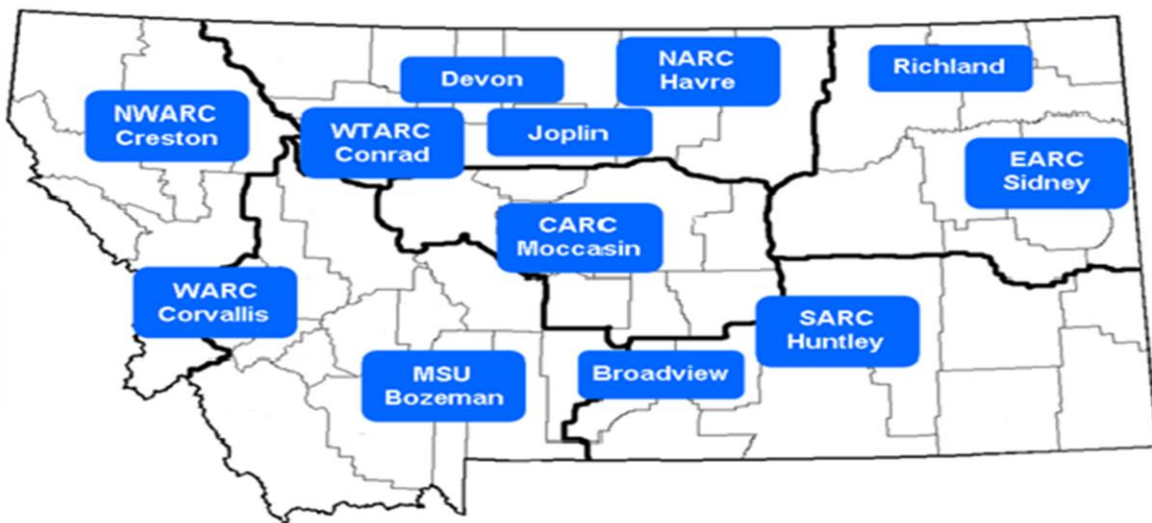 NARC
Havre
Richland
Devon
NWARC
Creston
WTARC
Conrad
Joplin
EARC
Sidney
CARC
Moccasin
WARC
Corvallis
SARC
Huntley
MSU
Bozeman
Broadview